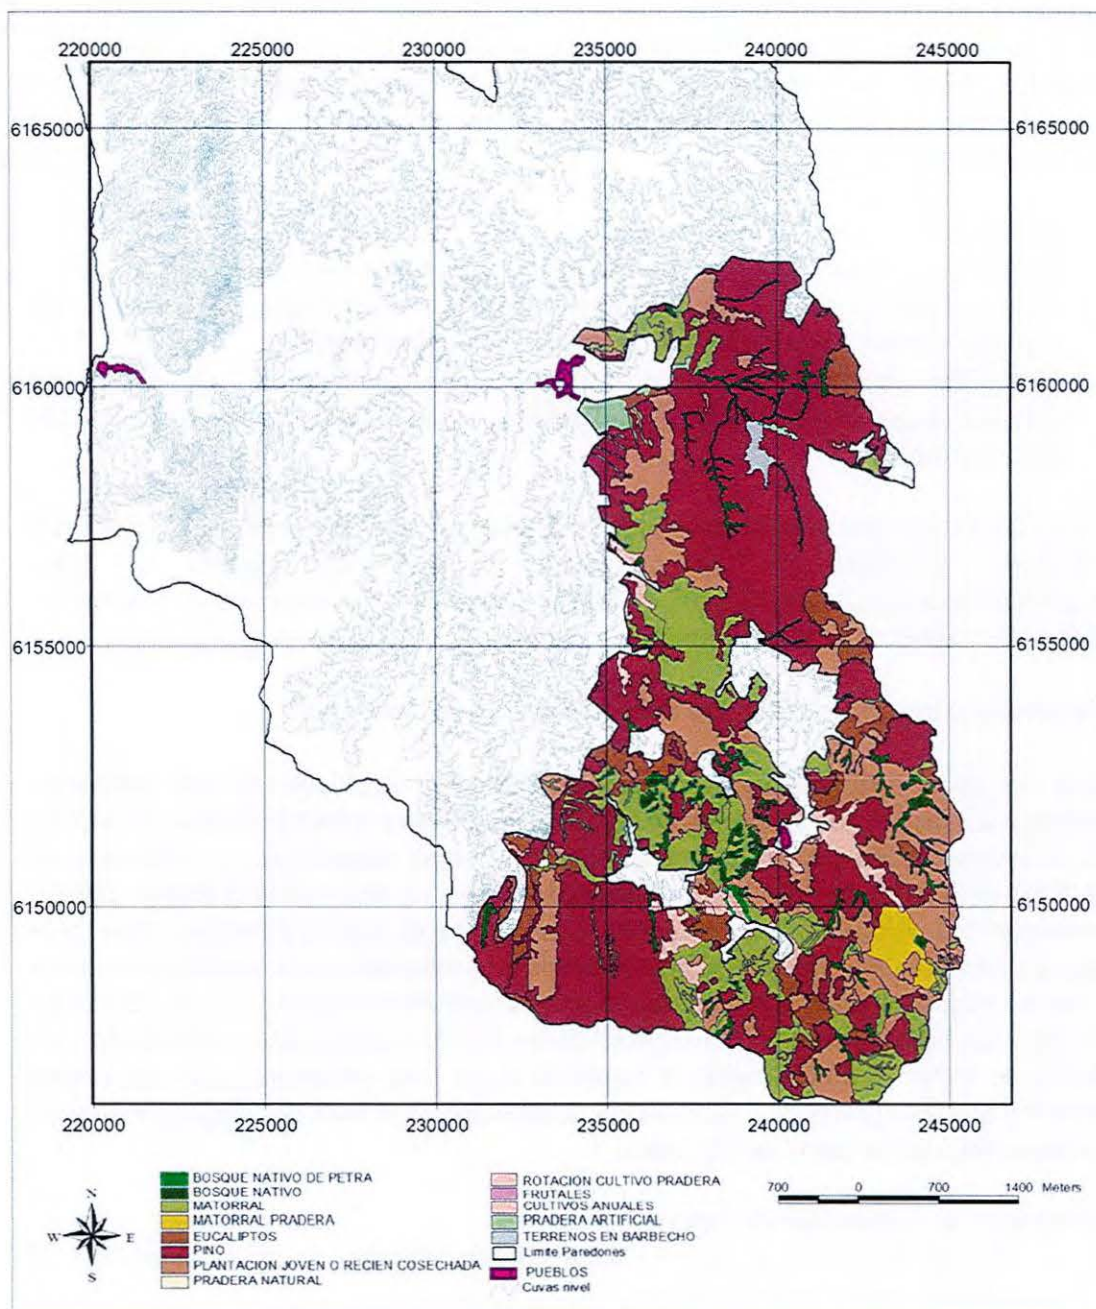 220000 225000 230000 235000 240000 245000
6165000 6165000
6160000 6160000
6155000 6155000
6150000 6150000
220000 225000 230000 235000 240000 245000
BOSQUE NATIVO DE PETRA
BOSQUE NATIVO
MATORRAL
MATORRAL PRADERA
EUCALIPTOS
PINO
PLANTACION JOVEN O RECIEN COSECHADA
PRADERA NATURAL
ROTACION CULTIVO PRADERA
FRUTALES
CULTIVOS ANUALES
PRADERA ARTIFICIAL
TERRENOS EN BARBECHO
Limite Paredones
PUEBLOS
Cuvas nivel
700 0 700 1400 Meters
N
W E
S